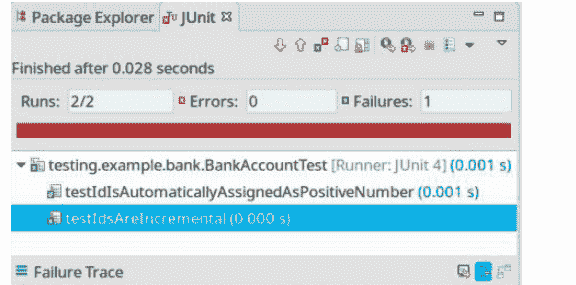 Package Explorer JUnit
Finished after 0.028 seconds
Runs: 2/2 Errors: 0 Failures: 1
testing.example.bank.BankAccountTest [Runner: JUnit 4] (0.001 s)
testIdIsAutomaticallyAssignedAsPositiveNumber (0.001 s)
testIdsAreIncremental (0.000 s)
Failure Trace